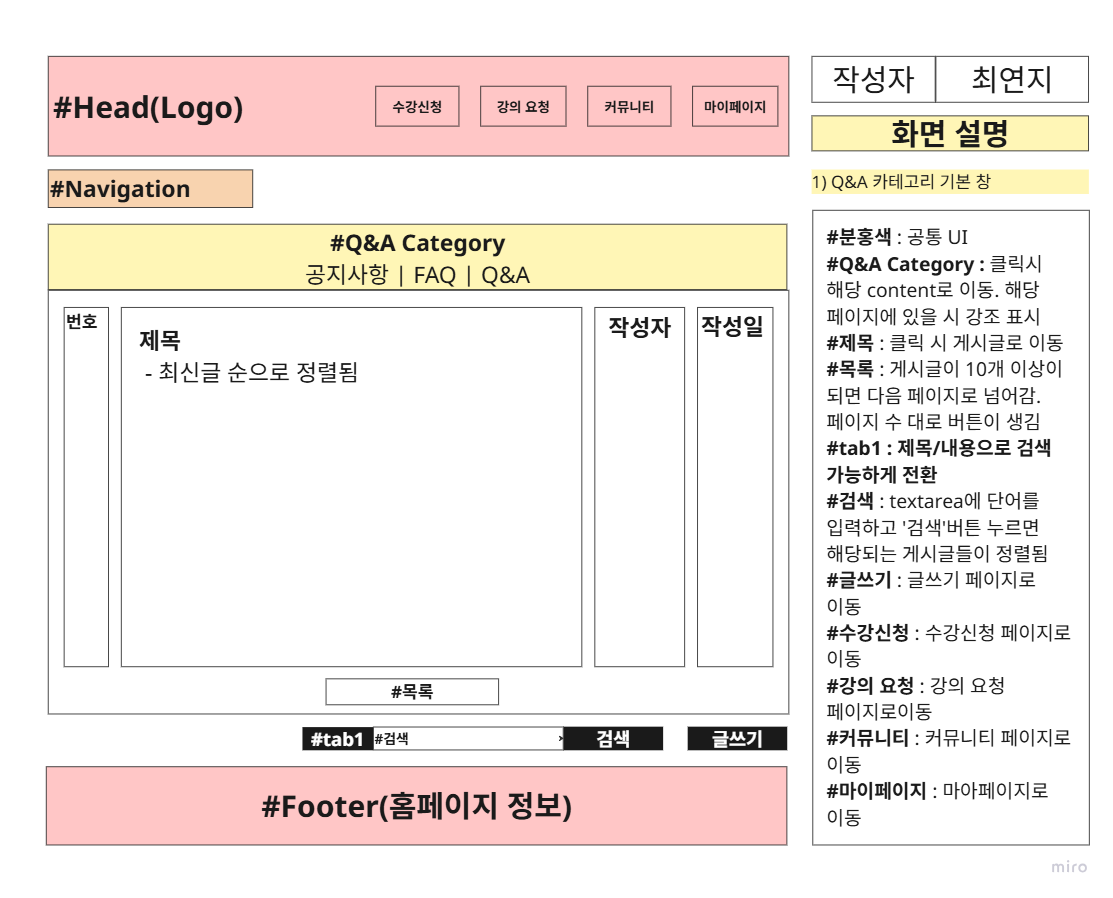 #Head(Logo)
수강신청
강의 요청
커뮤니티
마이페이지
#Navigation
#Q&A Category
공지사항 | FAQ | Q&A
번호
제목
- 최신글 순으로 정렬됨
작성자
작성일
#목록
#tab1
#검색
검색
글쓰기
#Footer(홈페이지 정보)
작성자
최연지
화면 설명
1) Q&A 카테고리 기본 창
#분홍색 : 공통 UI
#Q&A Category : 클릭시
해당 content로 이동. 해당
페이지에 있을 시 강조 표시
#제목 : 클릭 시 게시글로 이동
#목록 : 게시글이 10개 이상이
되면 다음 페이지로 넘어감.
페이지 수 대로 버튼이 생김
#tab1 : 제목/내용으로 검색
가능하게 전환
#검색 : textarea에 단어를
입력하고 '검색'버튼 누르면
해당되는 게시글들이 정렬됨
#글쓰기 : 글쓰기 페이지로
이동
#수강신청 : 수강신청 페이지로
이동
#강의 요청 : 강의 요청
페이지로이동
#커뮤니티 : 커뮤니티 페이지로
이동
#마이페이지 : 마아페이지로
이동
miro